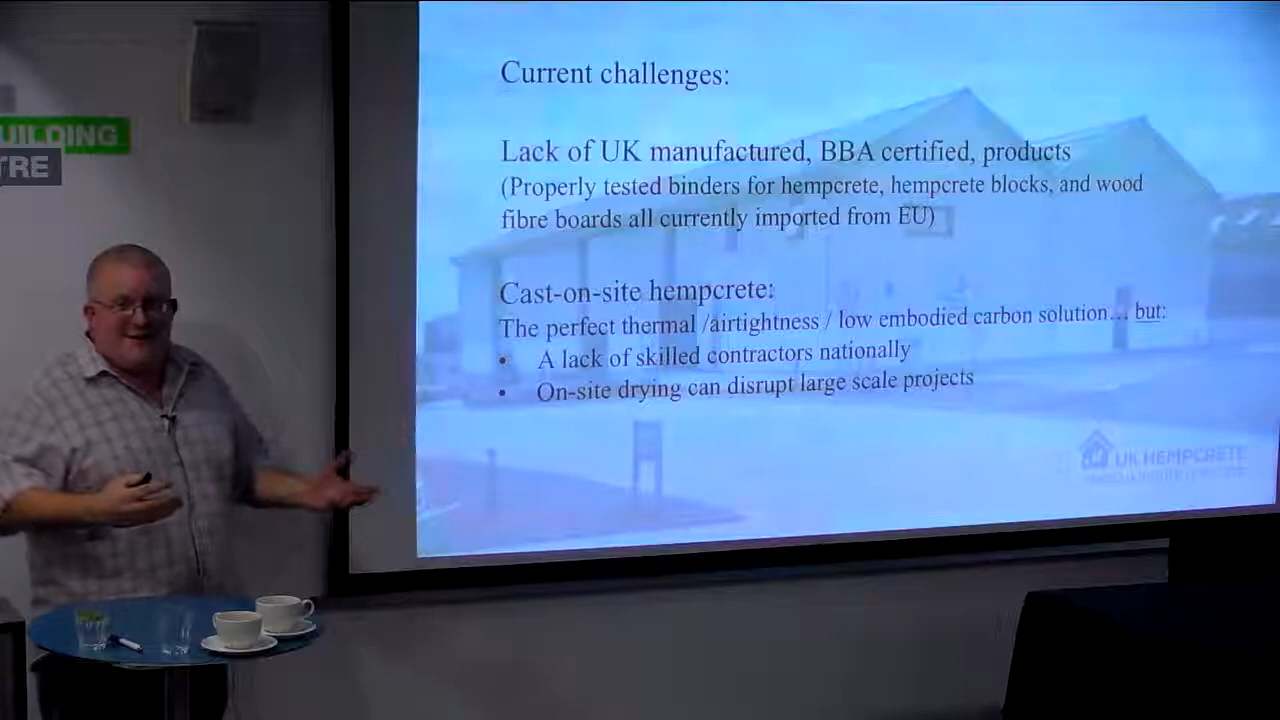 UILDING
TRE
Current challenges:
Lack of UK manufactured, BBA certified, products
(Properly tested binders for hempcrete, hempcrete blocks, and wood
fibre boards all currently imported from EU)
Cast-on-site hempcrete:
The perfect thermal /airtightness / low embodied carbon solution… but:
• A lack of skilled contractors nationally
• On-site drying can disrupt large scale projects
UK HEMPCRETE